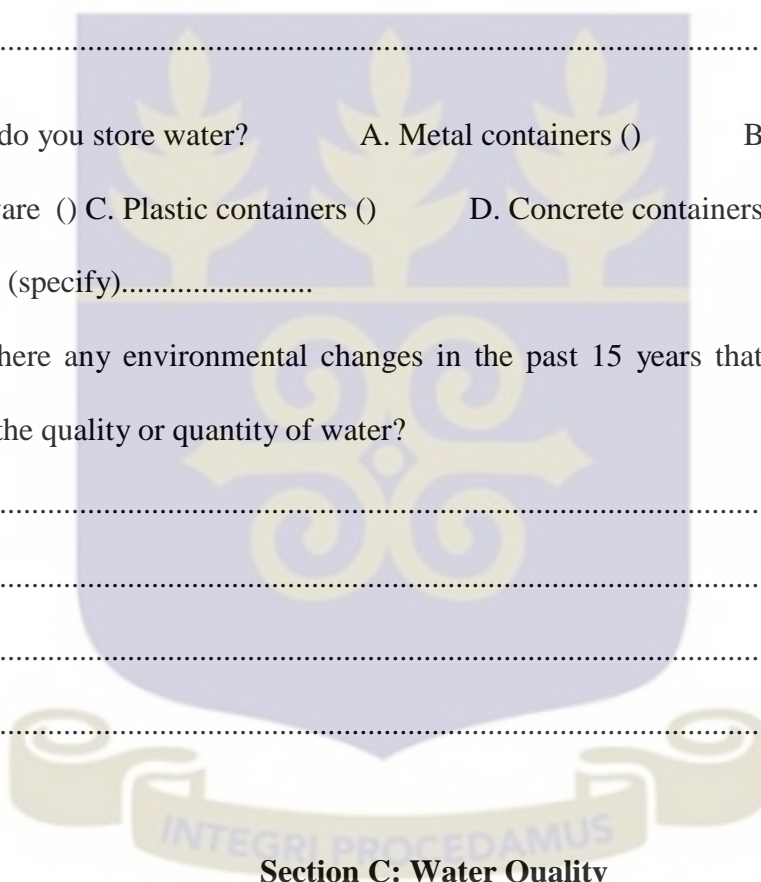 ................................................................................................
do you store water? A. Metal containers () B
are () C. Plastic containers () D. Concrete containers
(specify)........................
here any environmental changes in the past 15 years that
the quality or quantity of water?
................................................................................................
................................................................................................
................................................................................................
................................................................................................
INTEGRI PROCEDAMUS
Section C: Water Quality